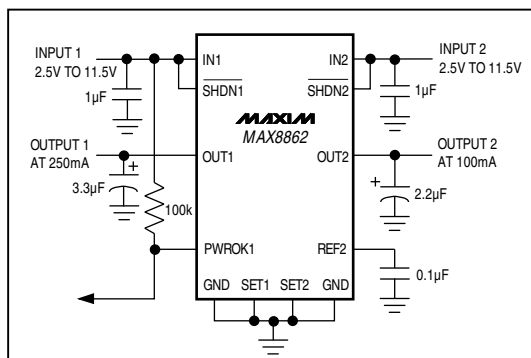 INPUT 1
2.5V TO 11.5V
1µF
OUTPUT 1
AT 250mA
3.3µF
+
100k
IN1
SHDN1
OUT1
PWROK1
MAXIM
MAX8862
IN2
SHDN2
OUT2
REF2
GND SET1 SET2 GND
INPUT 2
2.5V TO 11.5V
1µF
OUTPUT 2
AT 100mA
+
2.2µF
0.1µF